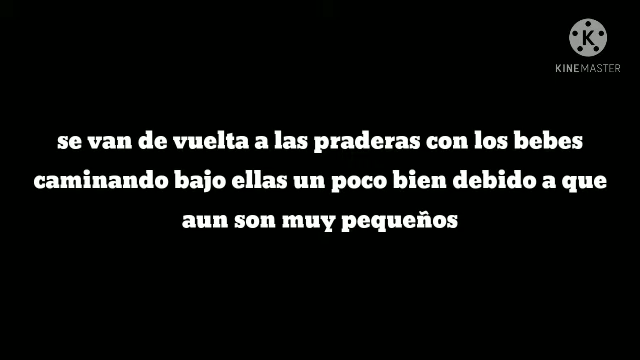 K
KINEMASTER
se van de vuelta a las praderas con los bebes
caminando bajo ellas un poco bien debido a que
aun son muy pequeños